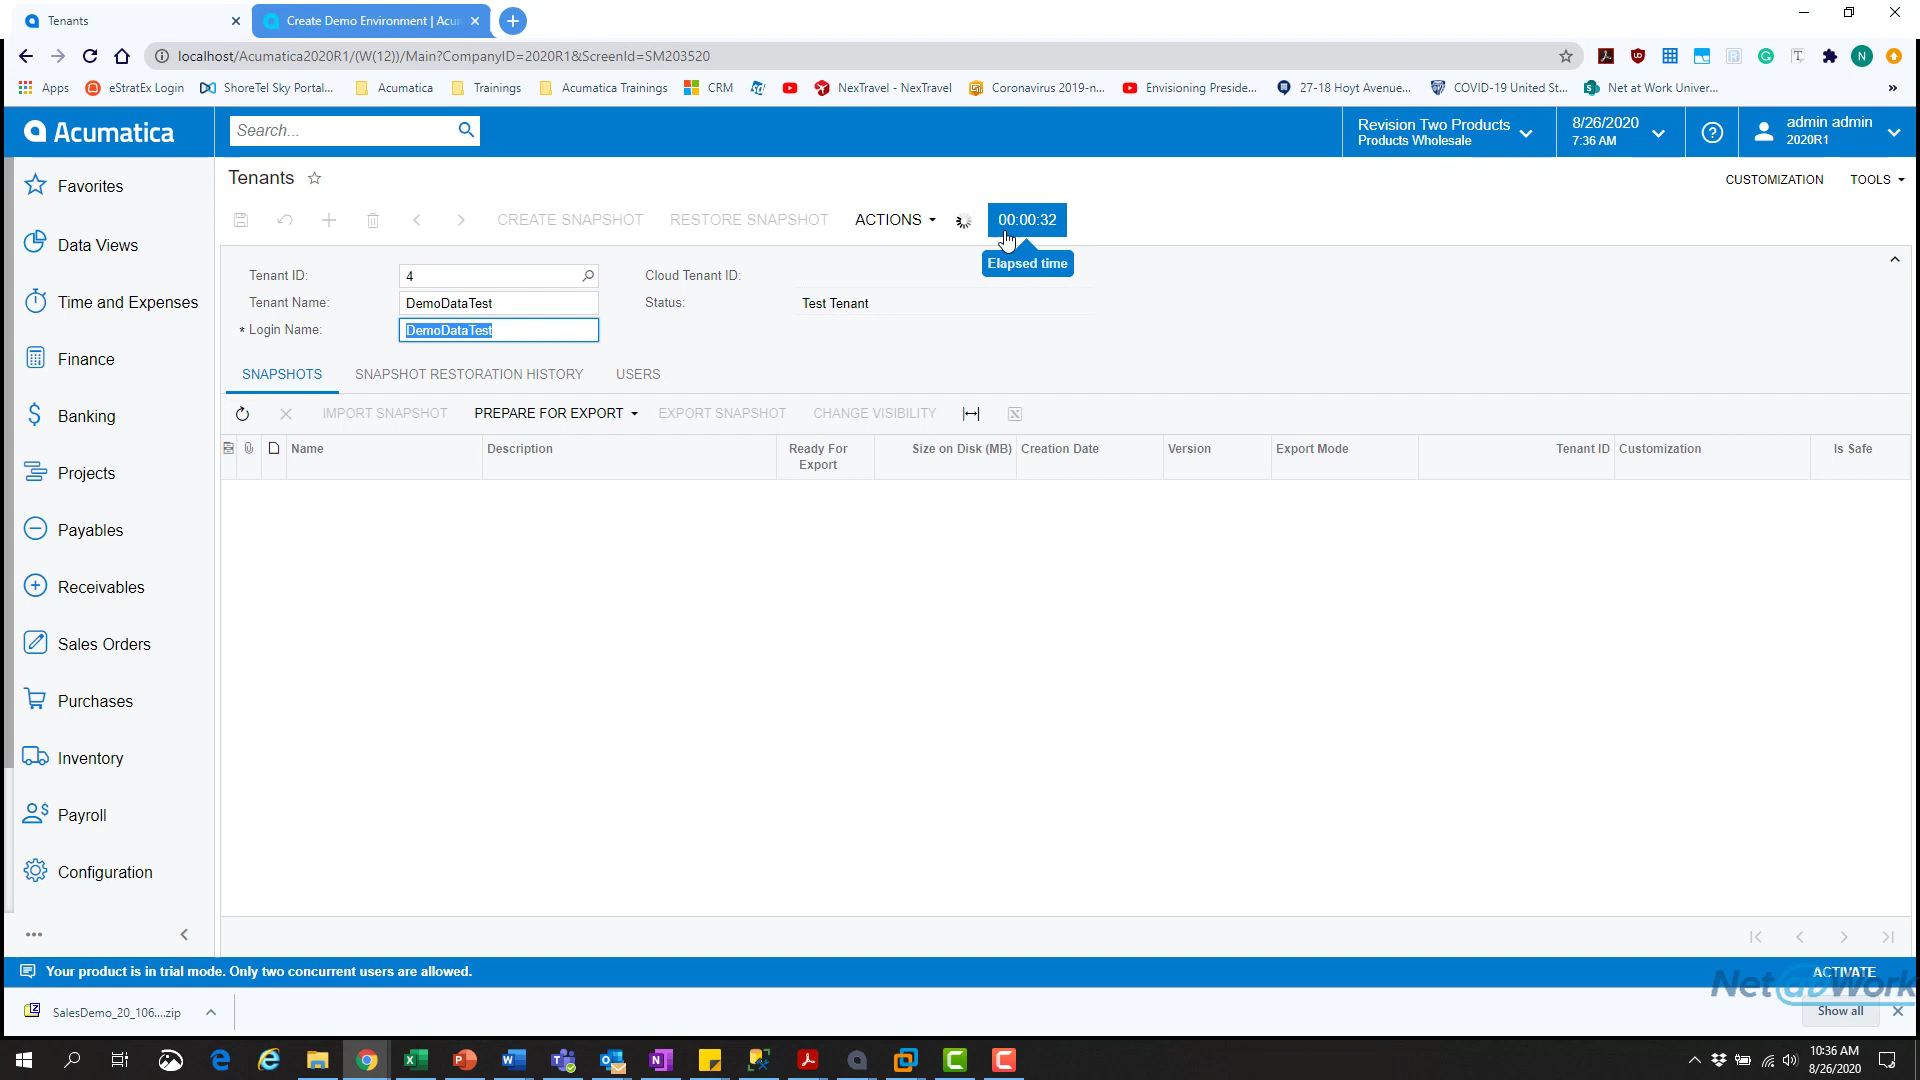 Tenants
Create Demo Environment | Acun
localhost/Acumatica2020R1/(W(12))/Main?CompanyID=2020R1&ScreenId=SM203520
N
Apps
eStratEx Login
ShoreTel Sky Portal...
Acumatica
Trainings
Acumatica Trainings
CRM
NexTravel - NexTravel
Coronavirus 2019-n...
Envisioning Preside...
27-18 Hoyt Avenue...
COVID-19 United St...
Net at Work Univer...
»
Acumatica
Search...
Revision Two Products
Products Wholesale
8/26/2020
7:36 AM
admin admin
2020R1
Favorites
Data Views
Time and Expenses
Finance
Banking
Projects
Payables
Receivables
Sales Orders
Purchases
Inventory
Payroll
Configuration
Tenants
CUSTOMIZATION
TOOLS
CREATE SNAPSHOT
RESTORE SNAPSHOT
ACTIONS
00:00:32
Elapsed time
Tenant ID:
4
Cloud Tenant ID:
Tenant Name:
DemoDataTest
Status:
Test Tenant
* Login Name:
DemoDataTest
SNAPSHOTS
SNAPSHOT RESTORATION HISTORY
USERS
IMPORT SNAPSHOT
PREPARE FOR EXPORT
EXPORT SNAPSHOT
CHANGE VISIBILITY
Name
Description
Ready For
Export
Size on Disk (MB)
Creation Date
Version
Export Mode
Tenant ID
Customization
Is Safe
Your product is in trial mode. Only two concurrent users are allowed.
ACTIVATE
Net at Work
SalesDemo_20_106....zip
Show all
10:36 AM
8/26/2020